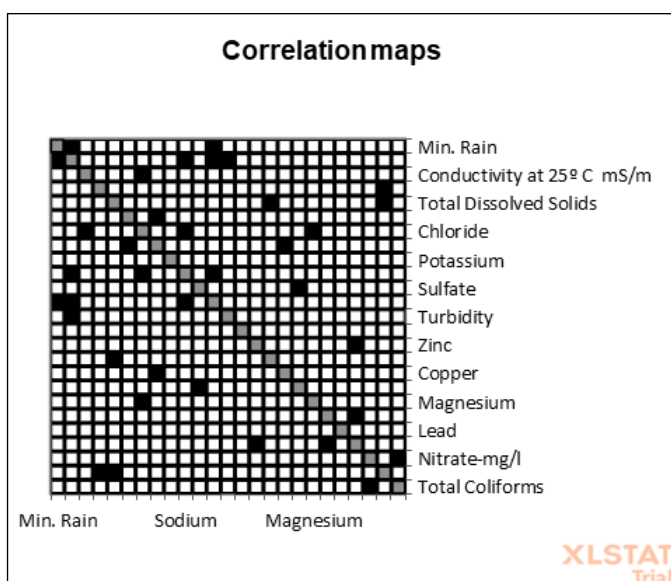 Correlation maps
Min. Rain
Conductivity at 25º C mS/m
Total Dissolved Solids
Chloride
Potassium
Sulfate
Turbidity
Zinc
Copper
Magnesium
Lead
Nitrate-mg/l
Total Coliforms
Min. Rain Sodium Magnesium
XLSTAT
Trial